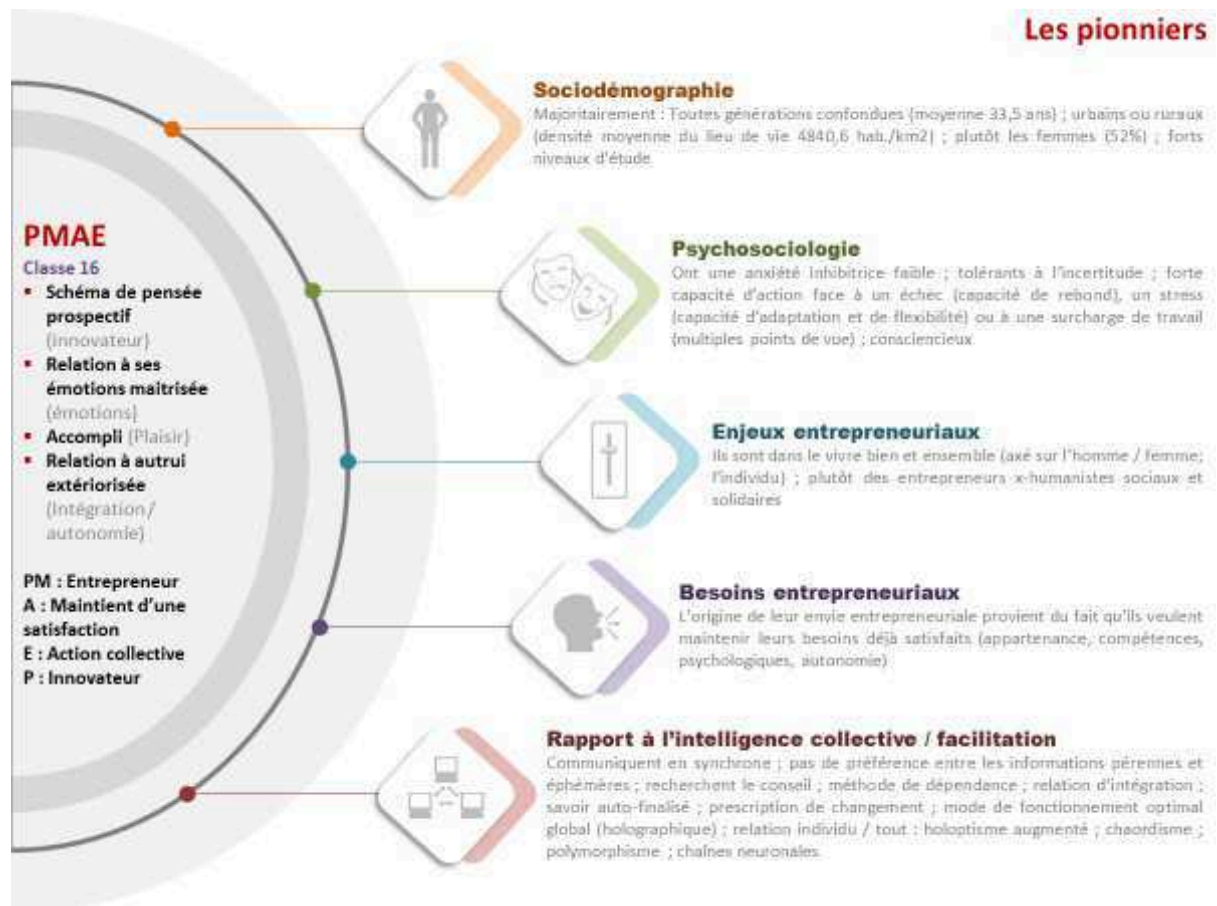 Les pionniers
PMAE
Classe 16
▪ Schéma de pensée
prospectif
(innovateur)
▪ Relation à ses
émotions maitrisée
(émotions)
▪ Accompli (Plaisir)
▪ Relation à autrui
extériorisée
(Intégration /
autonomie)
PM : Entrepreneur
A : Maintient d'une
satisfaction
E : Action collective
P : Innovateur
Sociodémographie
Majoritairement : Toutes générations confondues (moyenne 33,5 ans) ; urbains ou ruraux
(densité moyenne du lieu de vie 4840,6 hab./km2) ; plutôt les femmes (52%) ; forts
niveaux d'étude
Psychosociologie
Ont une anxiété inhibitrice faible ; tolérants à l'incertitude ; forte
capacité d'action face à un échec (capacité de rebond), un stress
(capacité d'adaptation et de flexibilité) ou à une surcharge de travail
(multiples points de vue) ; consciencieux
Enjeux entrepreneuriaux
Ils sont dans le vivre bien et ensemble (axé sur l'homme / femme;
l'individu) ; plutôt des entrepreneurs x-humanistes sociaux et
solidaires
Besoins entrepreneuriaux
L'origine de leur envie entrepreneuriale provient du fait qu'ils veulent
maintenir leurs besoins déjà satisfaits (appartenance, compétences,
psychologiques, autonomie)
Rapport à l'intelligence collective / facilitation
Communiquent en synchrone ; pas de préférence entre les informations pérennes et
éphémères ; recherchent le conseil ; méthode de dépendance ; relation d'intégration ;
savoir auto-finalisé ; prescription de changement ; mode de fonctionnement optimal
global (holographique) ; relation individu / tout : holoptisme augmenté ; chaordisme ;
polymorphisme ; chaînes neuronales.